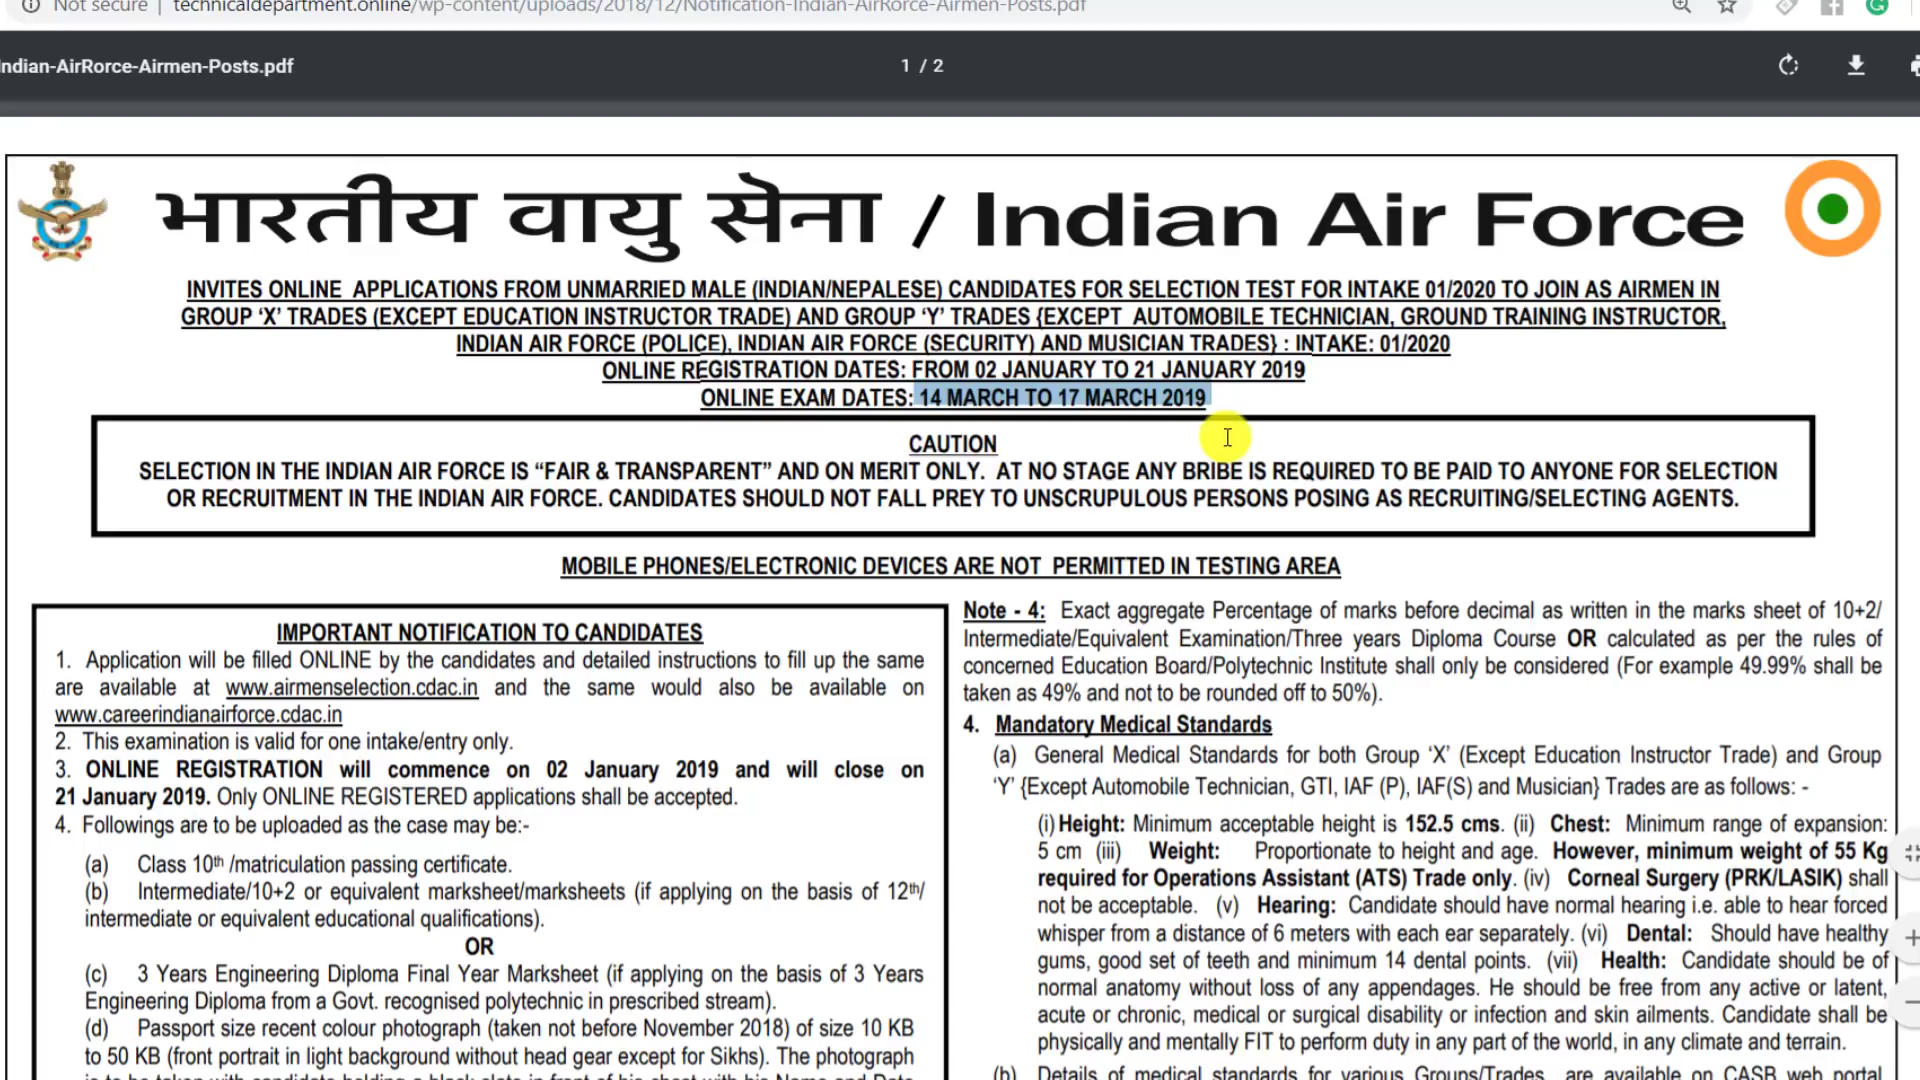 Not secure | technicaldepartment.online/wp-content/uploads/2018/12/Notification-Indian-AirRorce-Airmen-Posts.pdf
ndian-AirRorce-Airmen-Posts.pdf
1 / 2
भारतीय वायु सेना / Indian Air Force
INVITES ONLINE APPLICATIONS FROM UNMARRIED MALE (INDIAN/NEPALESE) CANDIDATES FOR SELECTION TEST FOR INTAKE 01/2020 TO JOIN AS AIRMEN IN
GROUP ‘X’ TRADES (EXCEPT EDUCATION INSTRUCTOR TRADE) AND GROUP ‘Y’ TRADES {EXCEPT AUTOMOBILE TECHNICIAN, GROUND TRAINING INSTRUCTOR,
INDIAN AIR FORCE (POLICE), INDIAN AIR FORCE (SECURITY) AND MUSICIAN TRADES} : INTAKE: 01/2020
ONLINE REGISTRATION DATES: FROM 02 JANUARY TO 21 JANUARY 2019
ONLINE EXAM DATES: 14 MARCH TO 17 MARCH 2019
CAUTION
SELECTION IN THE INDIAN AIR FORCE IS “FAIR & TRANSPARENT” AND ON MERIT ONLY. AT NO STAGE ANY BRIBE IS REQUIRED TO BE PAID TO ANYONE FOR SELECTION
OR RECRUITMENT IN THE INDIAN AIR FORCE. CANDIDATES SHOULD NOT FALL PREY TO UNSCRUPULOUS PERSONS POSING AS RECRUITING/SELECTING AGENTS.
MOBILE PHONES/ELECTRONIC DEVICES ARE NOT PERMITTED IN TESTING AREA
IMPORTANT NOTIFICATION TO CANDIDATES
1. Application will be filled ONLINE by the candidates and detailed instructions to fill up the same
are available at www.airmenselection.cdac.in and the same would also be available on
www.careerindianairforce.cdac.in
2. This examination is valid for one intake/entry only.
3. ONLINE REGISTRATION will commence on 02 January 2019 and will close on
21 January 2019. Only ONLINE REGISTERED applications shall be accepted.
4. Followings are to be uploaded as the case may be:-
(a) Class 10th /matriculation passing certificate.
(b) Intermediate/10+2 or equivalent marksheet/marksheets (if applying on the basis of 12th/
intermediate or equivalent educational qualifications).
OR
(c) 3 Years Engineering Diploma Final Year Marksheet (if applying on the basis of 3 Years
Engineering Diploma from a Govt. recognised polytechnic in prescribed stream).
(d) Passport size recent colour photograph (taken not before November 2018) of size 10 KB
to 50 KB (front portrait in light background without head gear except for Sikhs). The photograph
Note - 4: Exact aggregate Percentage of marks before decimal as written in the marks sheet of 10+2/
Intermediate/Equivalent Examination/Three years Diploma Course OR calculated as per the rules of
concerned Education Board/Polytechnic Institute shall only be considered (For example 49.99% shall be
taken as 49% and not to be rounded off to 50%).
4. Mandatory Medical Standards
(a) General Medical Standards for both Group ‘X’ (Except Education Instructor Trade) and Group
‘Y’ {Except Automobile Technician, GTI, IAF (P), IAF(S) and Musician} Trades are as follows: -
(i) Height: Minimum acceptable height is 152.5 cms. (ii) Chest: Minimum range of expansion:
5 cm (iii) Weight: Proportionate to height and age. However, minimum weight of 55 Kg
required for Operations Assistant (ATS) Trade only. (iv) Corneal Surgery (PRK/LASIK) shall
not be acceptable. (v) Hearing: Candidate should have normal hearing i.e. able to hear forced
whisper from a distance of 6 meters with each ear separately. (vi) Dental: Should have healthy
gums, good set of teeth and minimum 14 dental points. (vii) Health: Candidate should be of
normal anatomy without loss of any appendages. He should be free from any active or latent,
acute or chronic, medical or surgical disability or infection and skin ailments. Candidate shall be
physically and mentally FIT to perform duty in any part of the world, in any climate and terrain.
(b) Details of medical standards for various Groups/Trades are available on CASB web portal